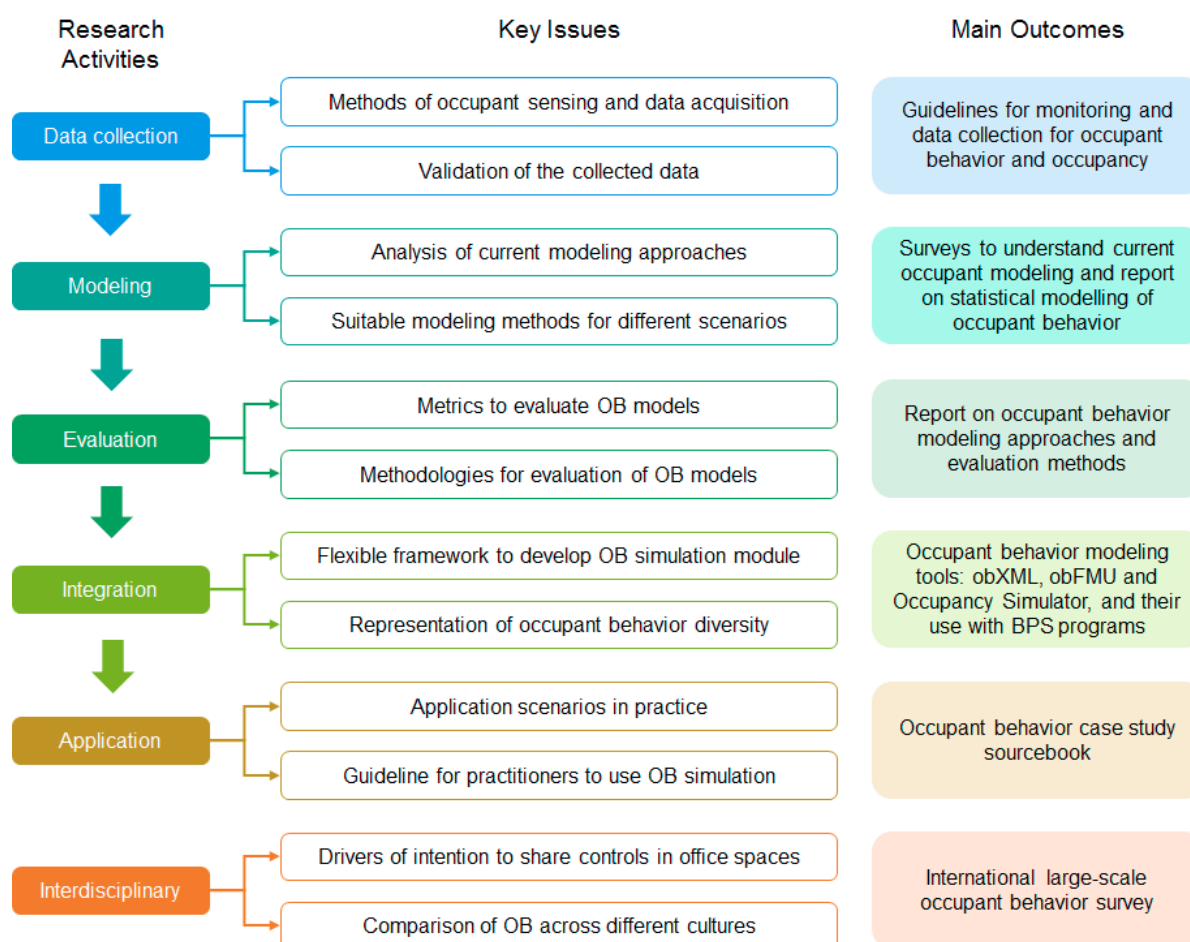 Research
Activities
Key Issues
Main Outcomes
Data collection
Methods of occupant sensing and data acquisition
Validation of the collected data
Guidelines for monitoring and
data collection for occupant
behavior and occupancy
Modeling
Analysis of current modeling approaches
Suitable modeling methods for different scenarios
Surveys to understand current
occupant modeling and report
on statistical modelling of
occupant behavior
Evaluation
Metrics to evaluate OB models
Methodologies for evaluation of OB models
Report on occupant behavior
modeling approaches and
evaluation methods
Integration
Flexible framework to develop OB simulation module
Representation of occupant behavior diversity
Occupant behavior modeling
tools: obXML, obFMU and
Occupancy Simulator, and their
use with BPS programs
Application
Application scenarios in practice
Guideline for practitioners to use OB simulation
Occupant behavior case study
sourcebook
Interdisciplinary
Drivers of intention to share controls in office spaces
Comparison of OB across different cultures
International large-scale
occupant behavior survey